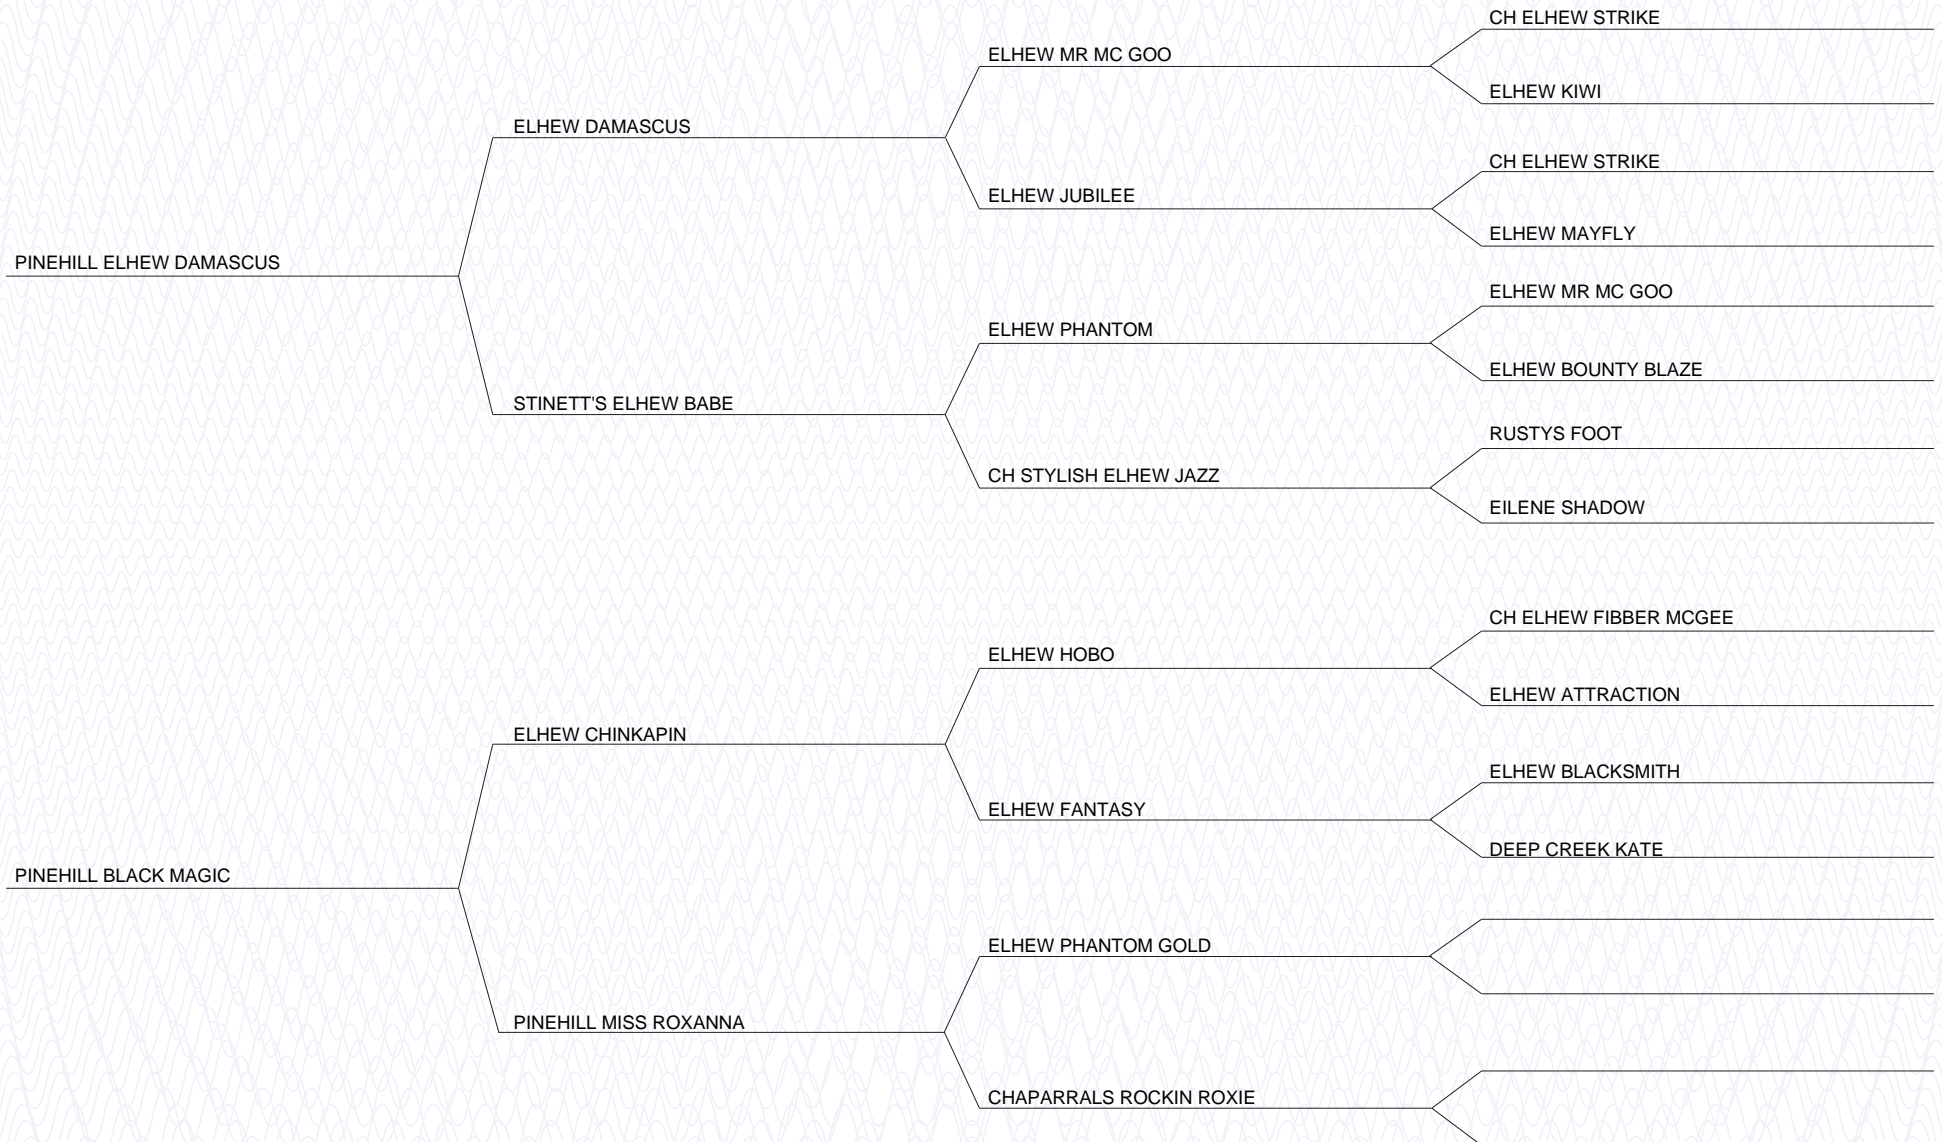 CH ELHEW STRIKE
ELHEW MR MC GOO
ELHEW KIWI
ELHEW DAMASCUS
CH ELHEW STRIKE
ELHEW JUBILEE
ELHEW MAYFLY
PINEHILL ELHEW DAMASCUS
ELHEW MR MC GOO
ELHEW PHANTOM
ELHEW BOUNTY BLAZE
STINETT'S ELHEW BABE
RUSTYS FOOT
CH STYLISH ELHEW JAZZ
EILENE SHADOW
CH ELHEW FIBBER MCGEE
ELHEW HOBO
ELHEW ATTRACTION
ELHEW CHINKAPIN
ELHEW BLACKSMITH
ELHEW FANTASY
DEEP CREEK KATE
PINEHILL BLACK MAGIC
ELHEW PHANTOM GOLD
PINEHILL MISS ROXANNA
CHAPARRALS ROCKIN ROXIE